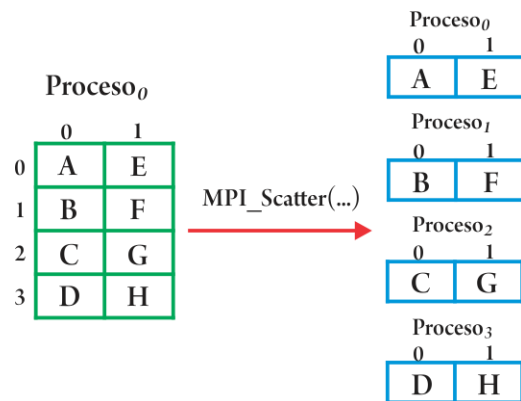 Proceso0
0 1
0 A E
1 B F
2 C G
3 D H
MPI_Scatter(...)
Proceso0
0 1
A E
Proceso1
0 1
B F
Proceso2
0 1
C G
Proceso3
0 1
D H